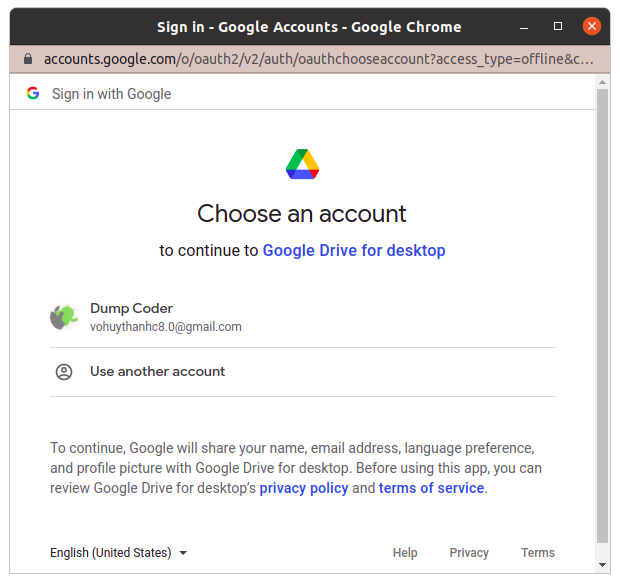 Sign in - Google Accounts - Google Chrome
accounts.google.com/o/oauth2/v2/auth/oauthchooseaccount?access_type=offline&c...
Sign in with Google
Choose an account
to continue to Google Drive for desktop
Dump Coder
vohuythanhc8.0@gmail.com
Use another account
To continue, Google will share your name, email address, language preference,
and profile picture with Google Drive for desktop. Before using this app, you can
review Google Drive for desktop's privacy policy and terms of service.
English (United States) Help Privacy Terms